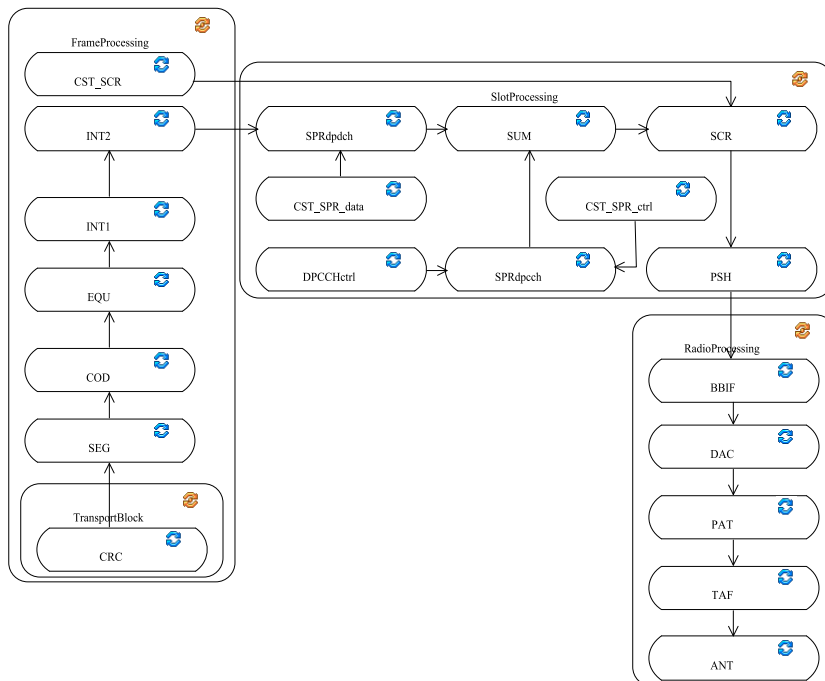 FrameProcessing
CST_SCR
INT2
INT1
EQU
COD
SEG
TransportBlock
CRC
SlotProcessing
SPRdpdch
SUM
SCR
CST_SPR_data
CST_SPR_ctrl
DPCCHctrl
SPRdpcch
PSH
RadioProcessing
BBIF
DAC
PAT
TAF
ANT